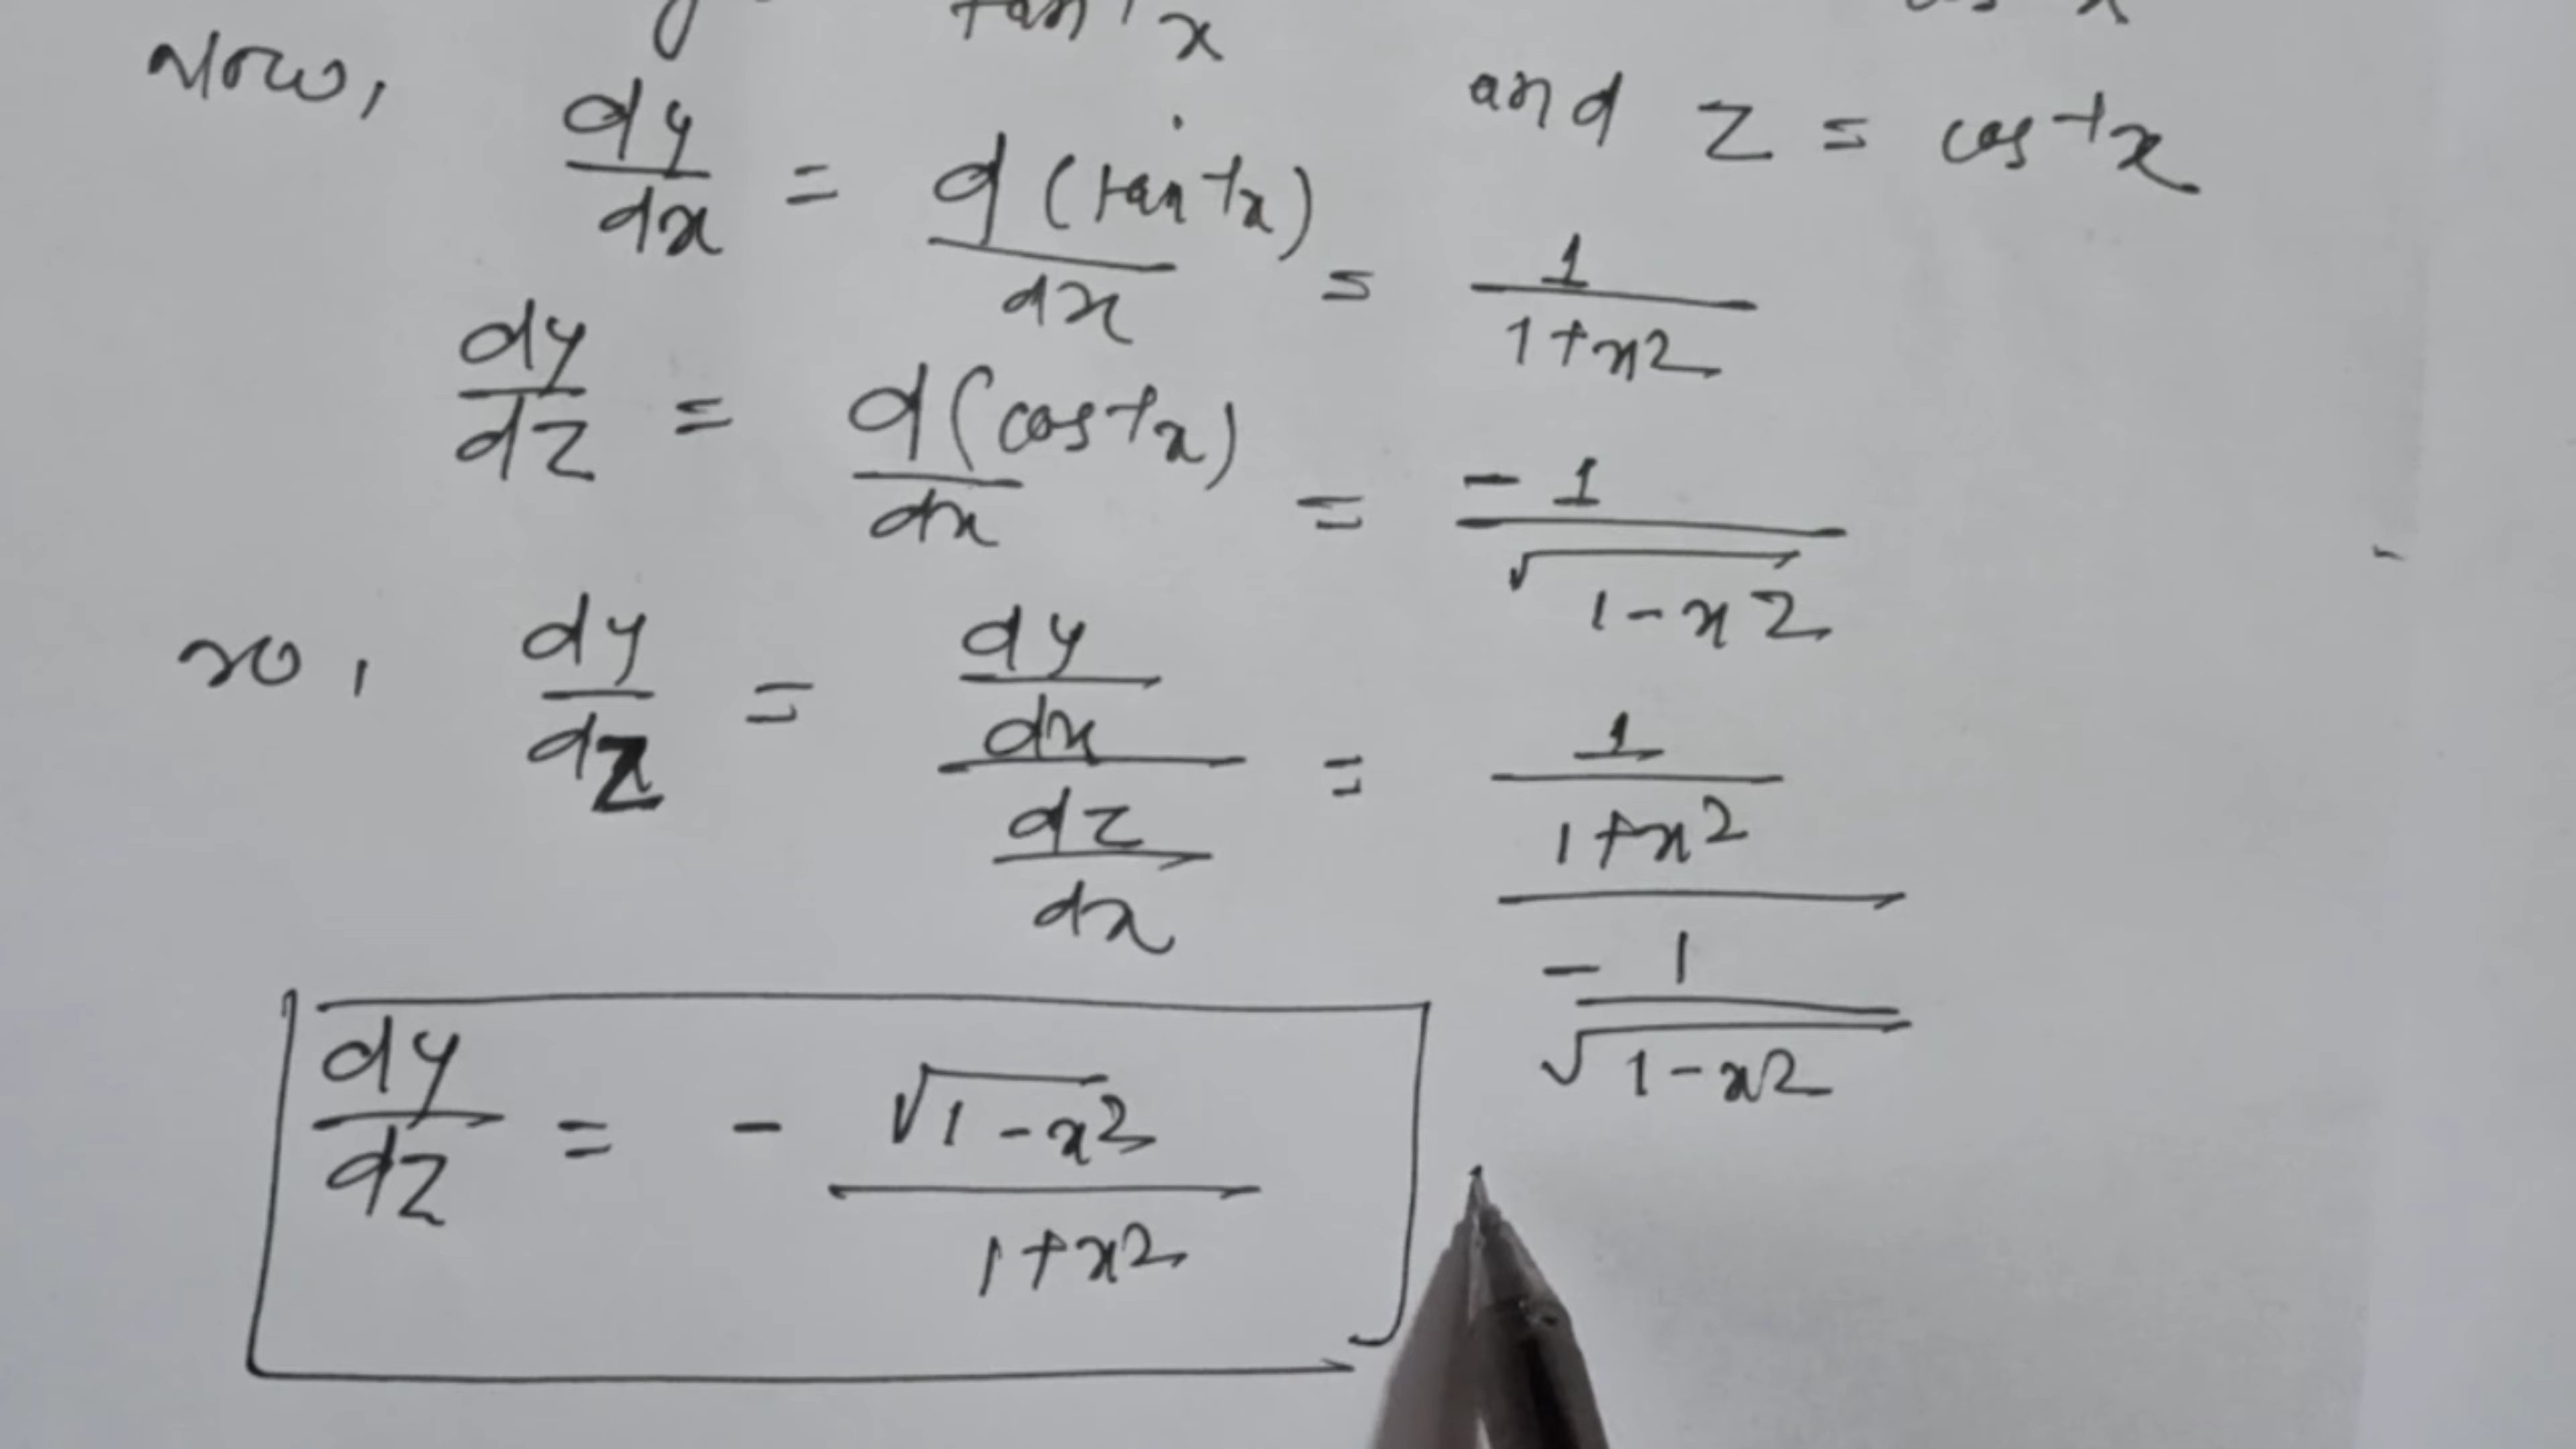 y tan⁻¹x
Now, and z = cos⁻¹x
dy/dx = d(tan⁻¹x)/dx = 1/(1+x²)
dy/dz = d(cos⁻¹x)/dx = -1/√(1-x²)
so, dy/dz = (dy/dx)/(dz/dx) = (1/(1+x²))/(-1/√(1-x²))
dy/dz = - √(1-x²)/(1+x²)